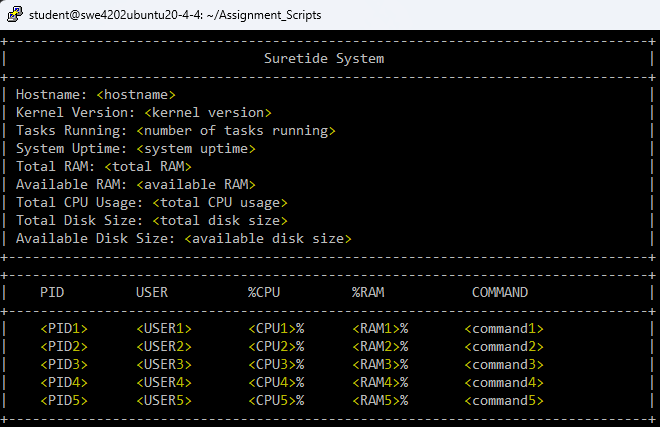 student@swe4202ubuntu20-4-4: ~/Assignment_Scripts
Suretide System
Hostname: <hostname>
Kernel Version: <kernel version>
Tasks Running: <number of tasks running>
System Uptime: <system uptime>
Total RAM: <total RAM>
Available RAM: <available RAM>
Total CPU Usage: <total CPU usage>
Total Disk Size: <total disk size>
Available Disk Size: <available disk size>
PID USER %CPU %RAM COMMAND
<PID1> <USER1> <CPU1>% <RAM1>% <command1>
<PID2> <USER2> <CPU2>% <RAM2>% <command2>
<PID3> <USER3> <CPU3>% <RAM3>% <command3>
<PID4> <USER4> <CPU4>% <RAM4>% <command4>
<PID5> <USER5> <CPU5>% <RAM5>% <command5>